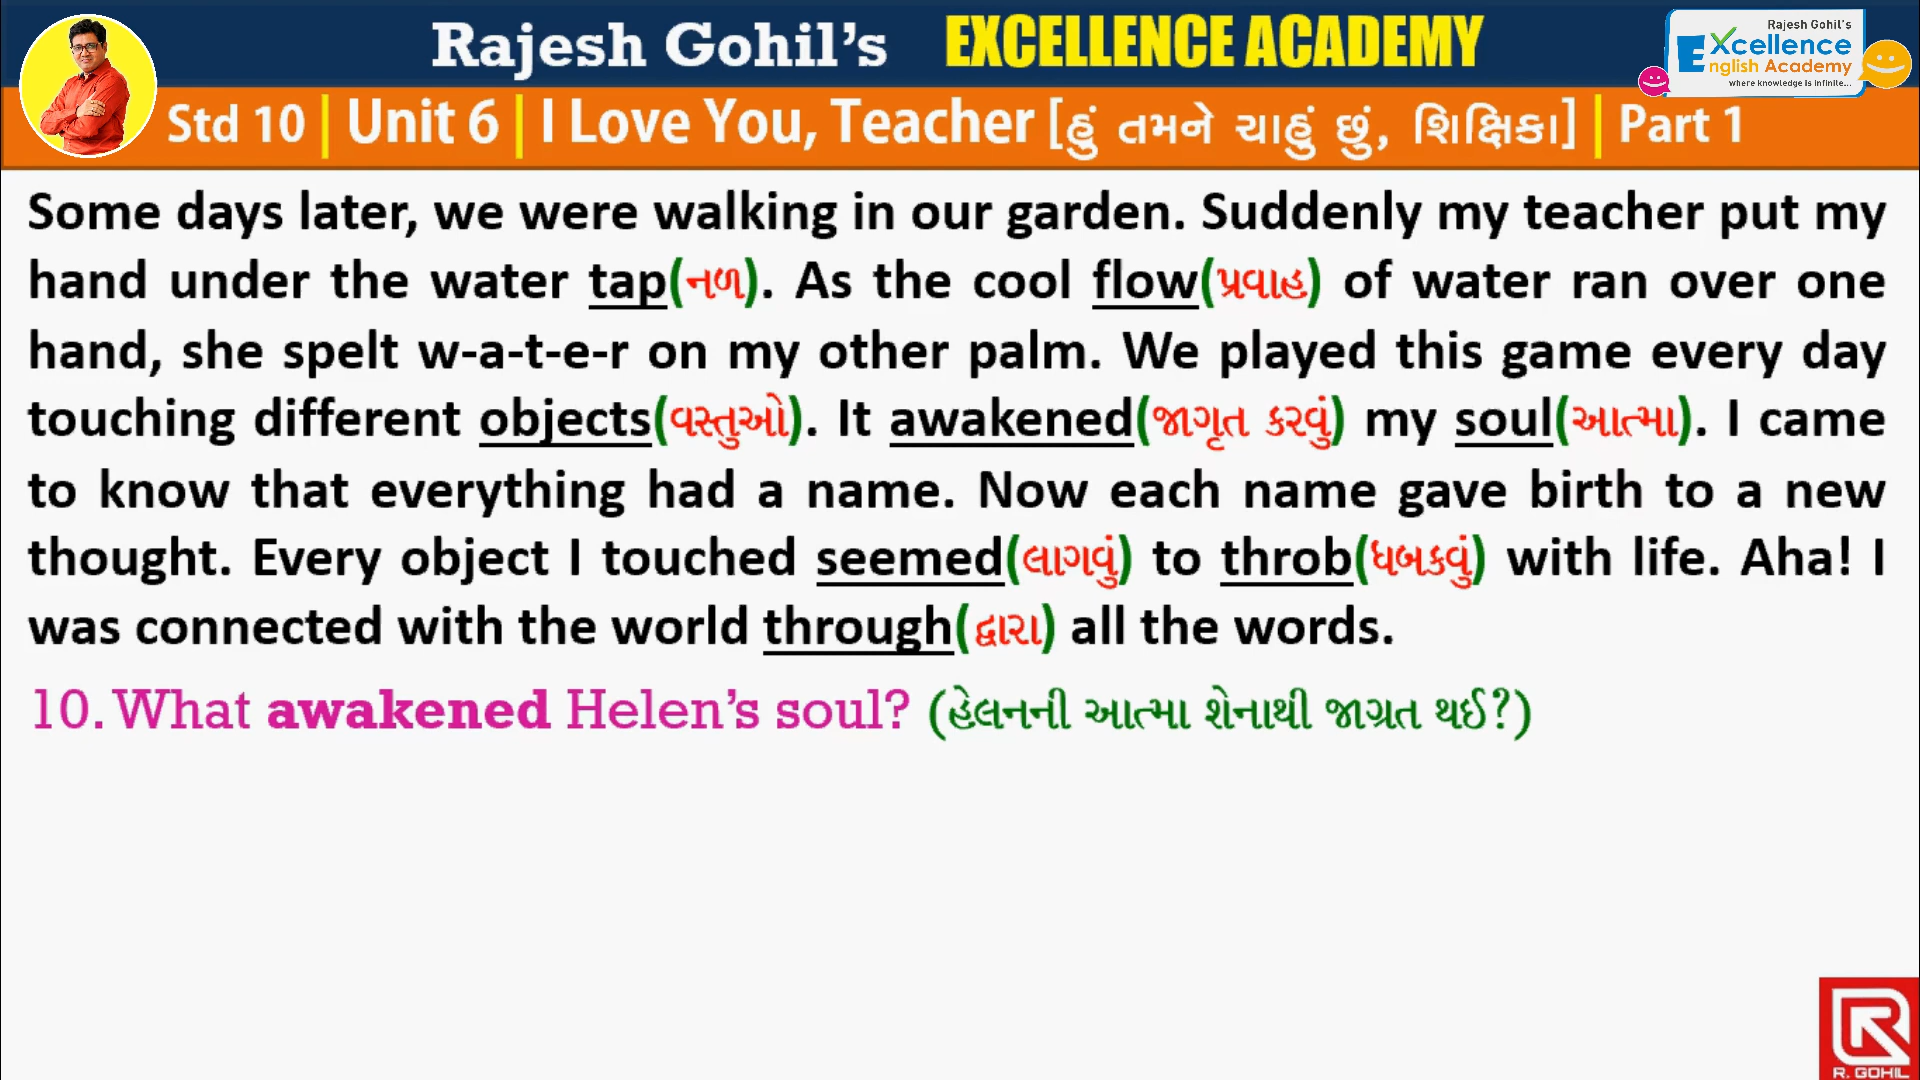 Rajesh Gohil's EXCELLENCE ACADEMY
Rajesh Gohil's
Excellence
English Academy
where knowledge is infinite...
Std 10 | Unit 6 | I Love You, Teacher [હું તમને ચાહું છું, શિક્ષિકા] | Part 1
Some days later, we were walking in our garden. Suddenly my teacher put my
hand under the water tap(નળ). As the cool flow(પ્રવાહ) of water ran over one
hand, she spelt w-a-t-e-r on my other palm. We played this game every day
touching different objects(વસ્તુઓ). It awakened(જાગૃત કરવું) my soul(આત્મા). I came
to know that everything had a name. Now each name gave birth to a new
thought. Every object I touched seemed(લાગવું) to throb(ધબકવું) with life. Aha! I
was connected with the world through(દ્વારા) all the words.
10. What awakened Helen's soul? (હેલનની આત્મા શેનાથી જાગ્રત થઈ?)
R. GOHIL